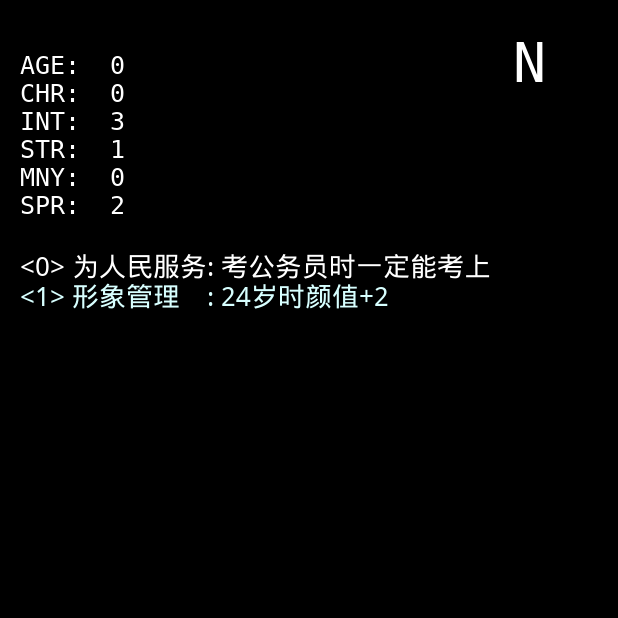 N
AGE: 0
CHR: 0
INT: 3
STR: 1
MNY: 0
SPR: 2
<0> 为人民服务: 考公务员时一定能考上
<1> 形象管理 : 24岁时颜值+2